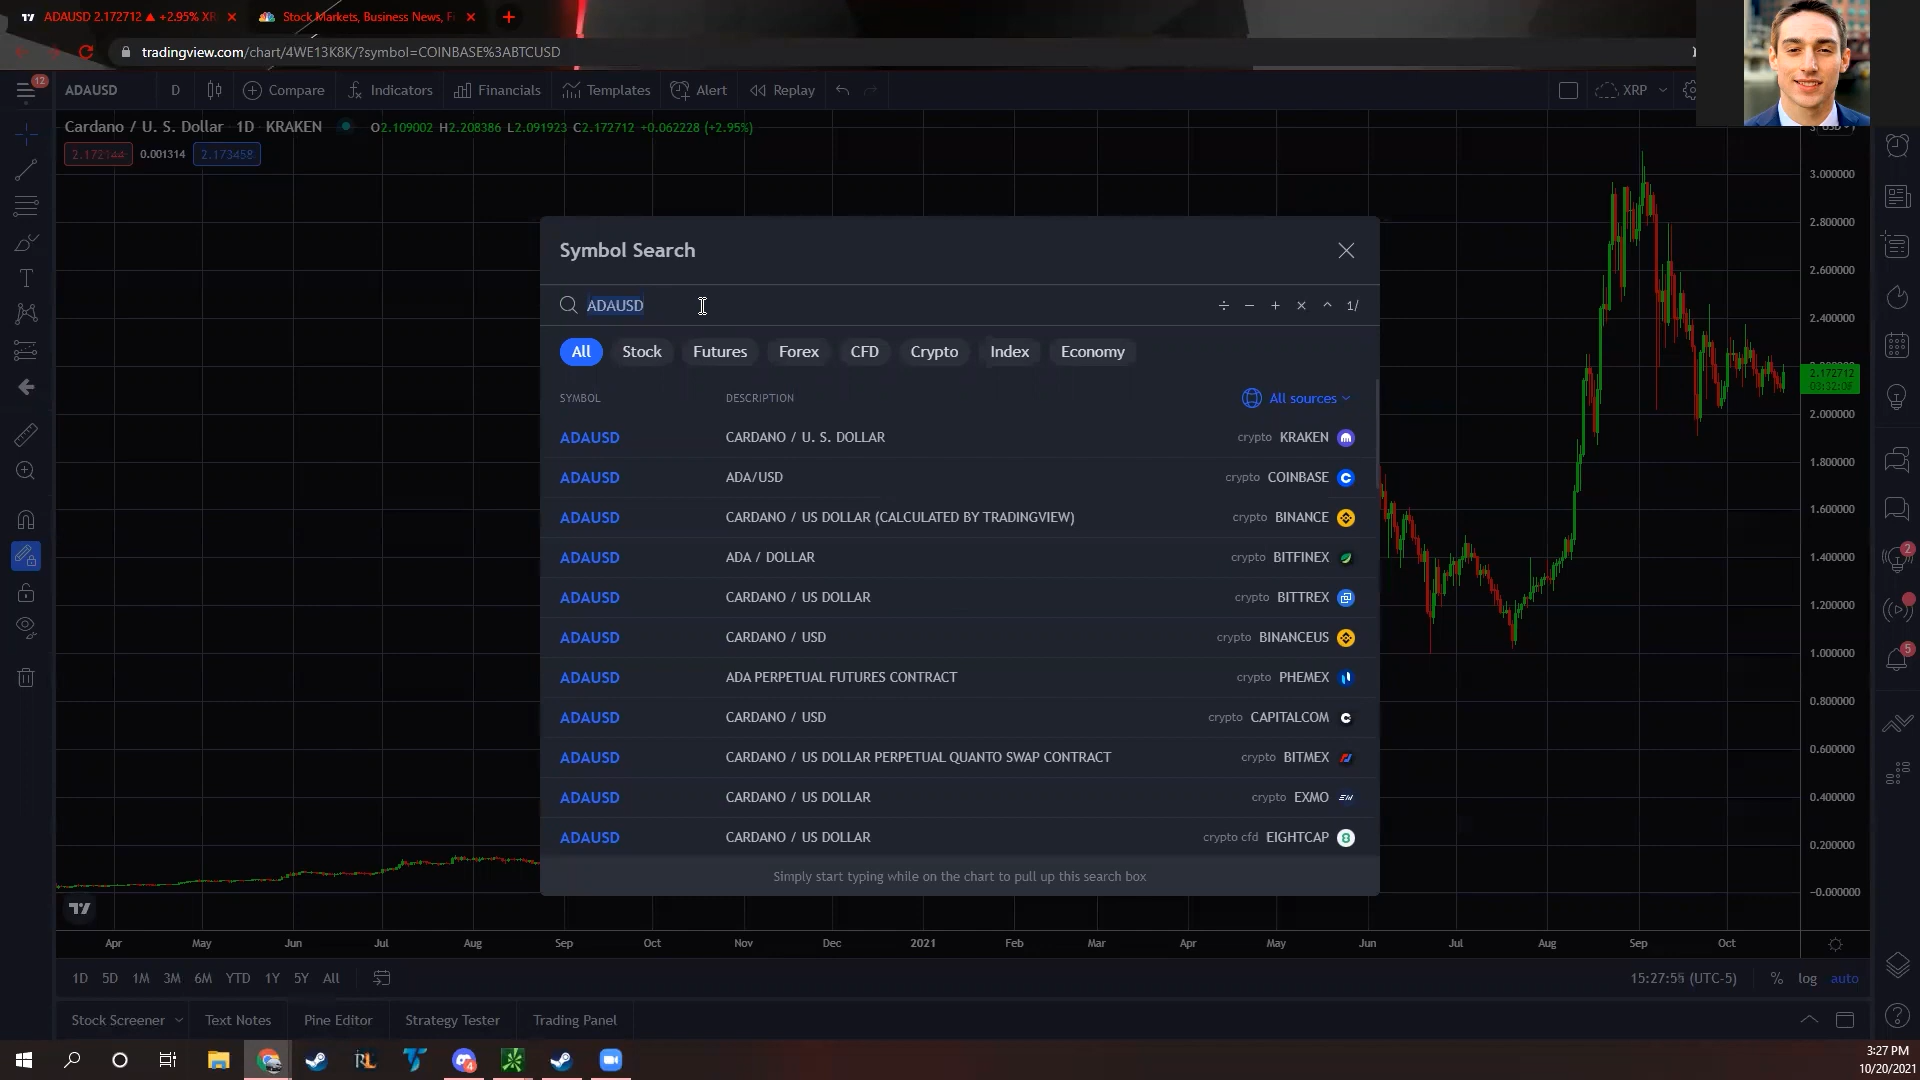 ADAUSD 2.172712 ▲ +2.95% XR
Stock Markets, Business News, Fi
tradingview.com/chart/4WE13K8K/?symbol=COINBASE%3ABTCUSD
12
ADAUSD D Compare Indicators Financials Templates Alert Replay XRP
Cardano / U. S. Dollar 1D KRAKEN O2.109002 H2.208386 L2.091923 C2.172712 +0.062228 (+2.95%)
2.172144 0.001314 2.173458
Symbol Search
ADAUSD ÷ − + × ^ 1/
All Stock Futures Forex CFD Crypto Index Economy
SYMBOL DESCRIPTION All sources
ADAUSD CARDANO / U. S. DOLLAR crypto KRAKEN
ADAUSD ADA/USD crypto COINBASE
ADAUSD CARDANO / US DOLLAR (CALCULATED BY TRADINGVIEW) crypto BINANCE
ADAUSD ADA / DOLLAR crypto BITFINEX
ADAUSD CARDANO / US DOLLAR crypto BITTREX
ADAUSD CARDANO / USD crypto BINANCEUS
ADAUSD ADA PERPETUAL FUTURES CONTRACT crypto PHEMEX
ADAUSD CARDANO / USD crypto CAPITALCOM
ADAUSD CARDANO / US DOLLAR PERPETUAL QUANTO SWAP CONTRACT crypto BITMEX
ADAUSD CARDANO / US DOLLAR crypto EXMO
ADAUSD CARDANO / US DOLLAR crypto cfd EIGHTCAP
Simply start typing while on the chart to pull up this search box
3.000000
2.800000
2.600000
2.400000
2.172712
03:32:05
2.000000
1.800000
1.600000
1.400000
1.200000
1.000000
0.800000
0.600000
0.400000
0.200000
−0.000000
2
5
Apr May Jun Jul Aug Sep Oct Nov Dec 2021 Feb Mar Apr May Jun Jul Aug Sep Oct
1D 5D 1M 3M 6M YTD 1Y 5Y All 15:27:55 (UTC-5) % log auto
Stock Screener Text Notes Pine Editor Strategy Tester Trading Panel
4
3:27 PM
10/20/2021